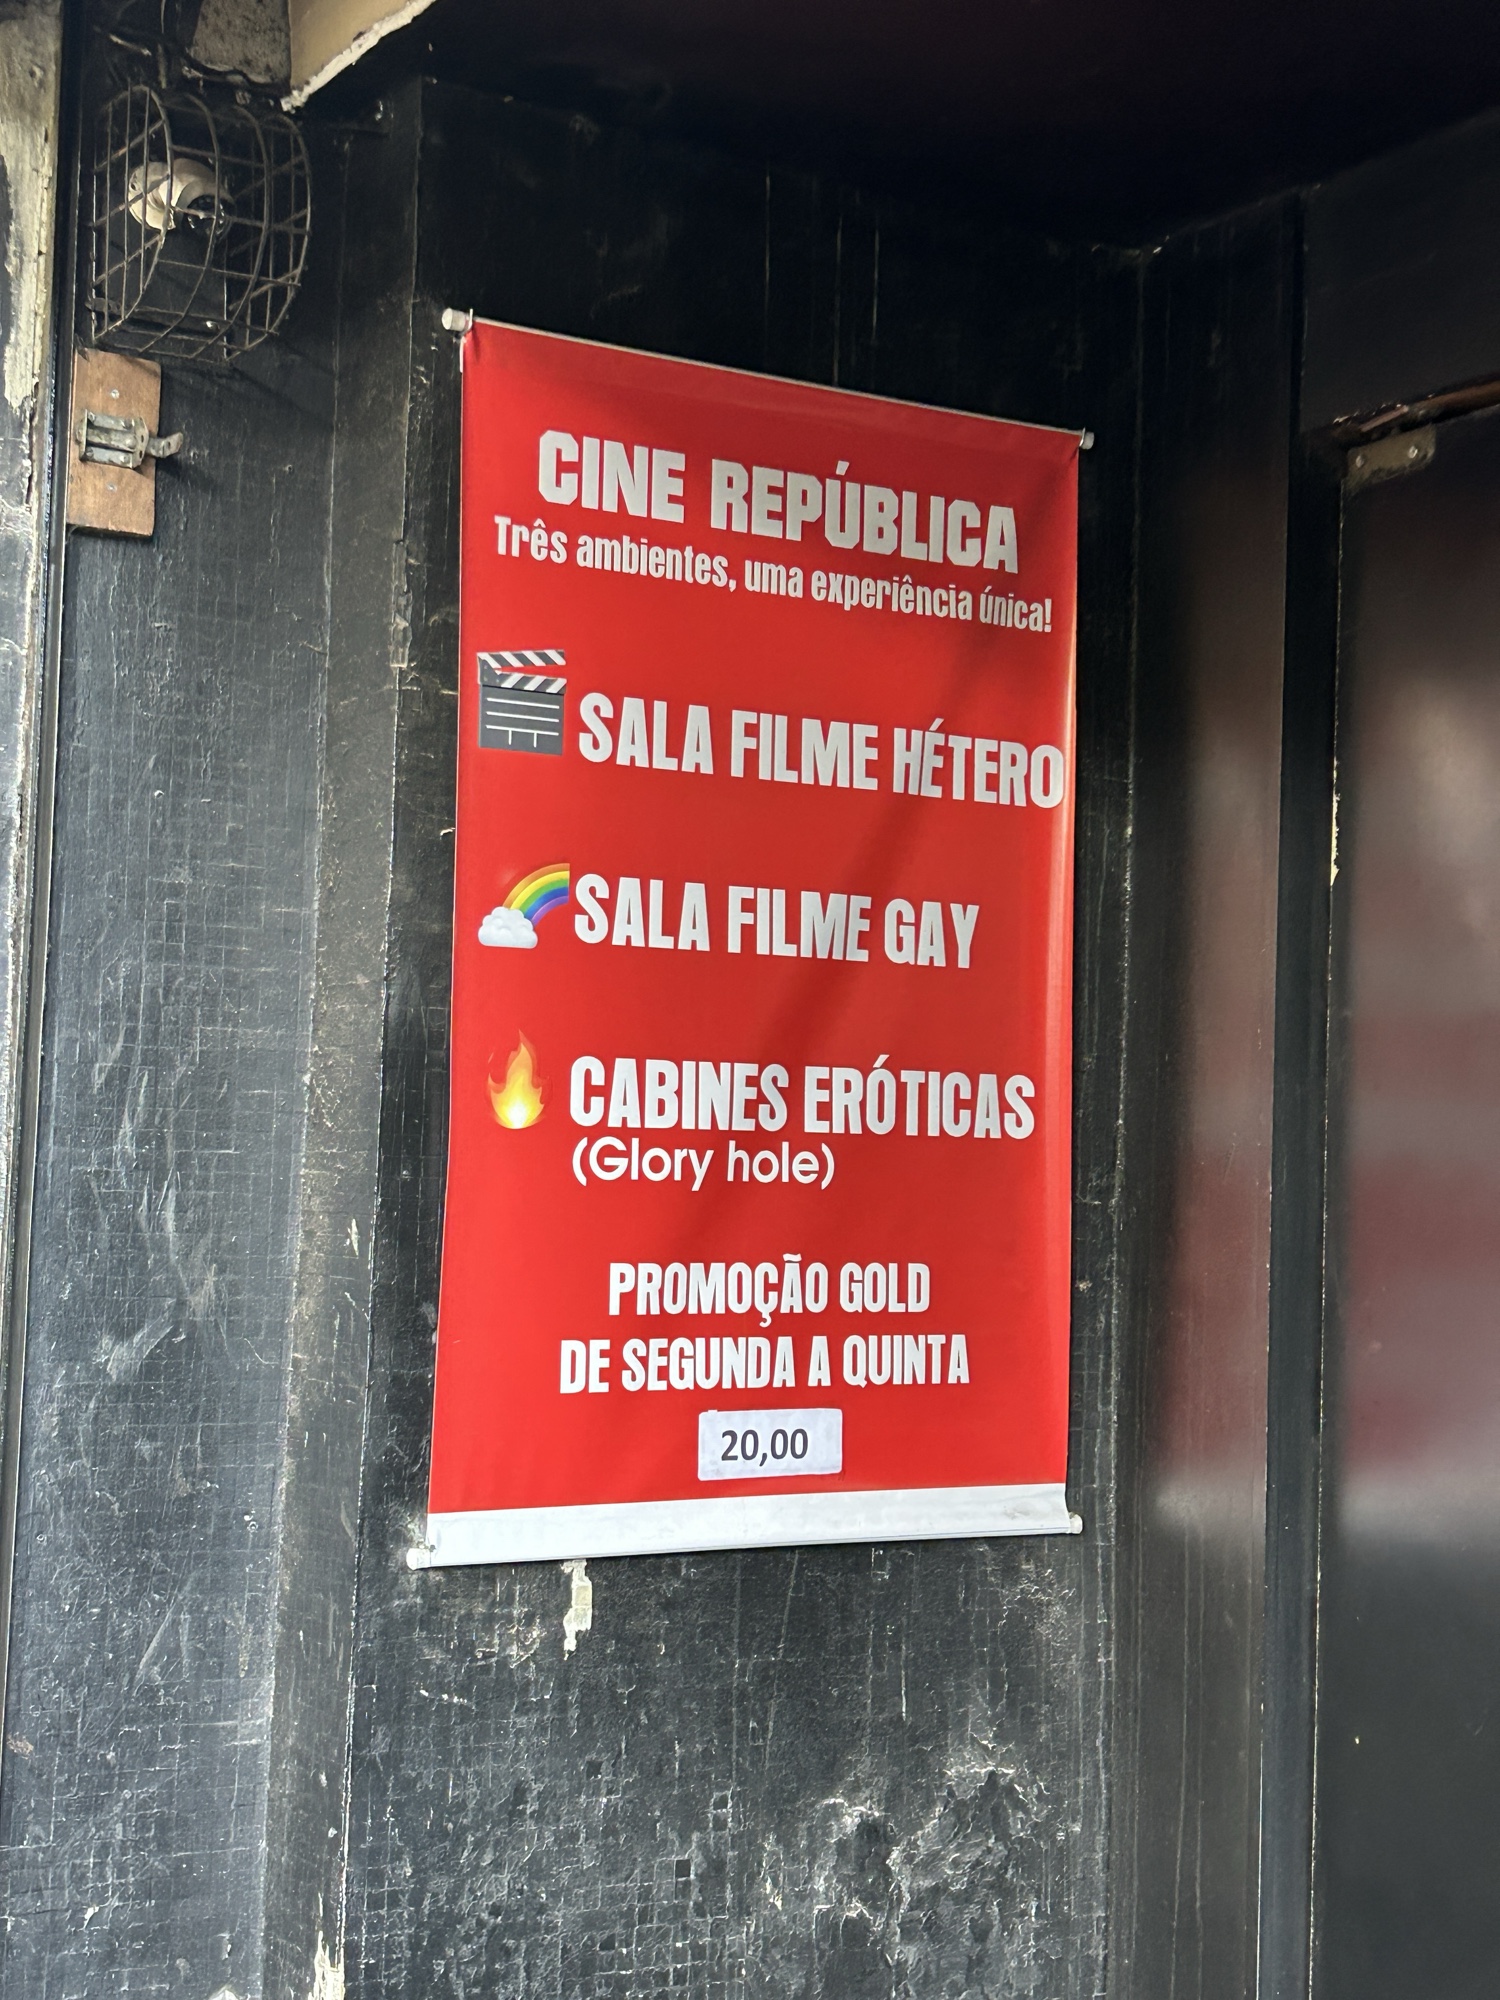 CINE REPÚBLICA
Três ambientes, uma experiência única!
SALA FILME HÉTERO
SALA FILME GAY
CABINES ERÓTICAS
(Glory hole)
PROMOÇÃO GOLD
DE SEGUNDA A QUINTA
20,00